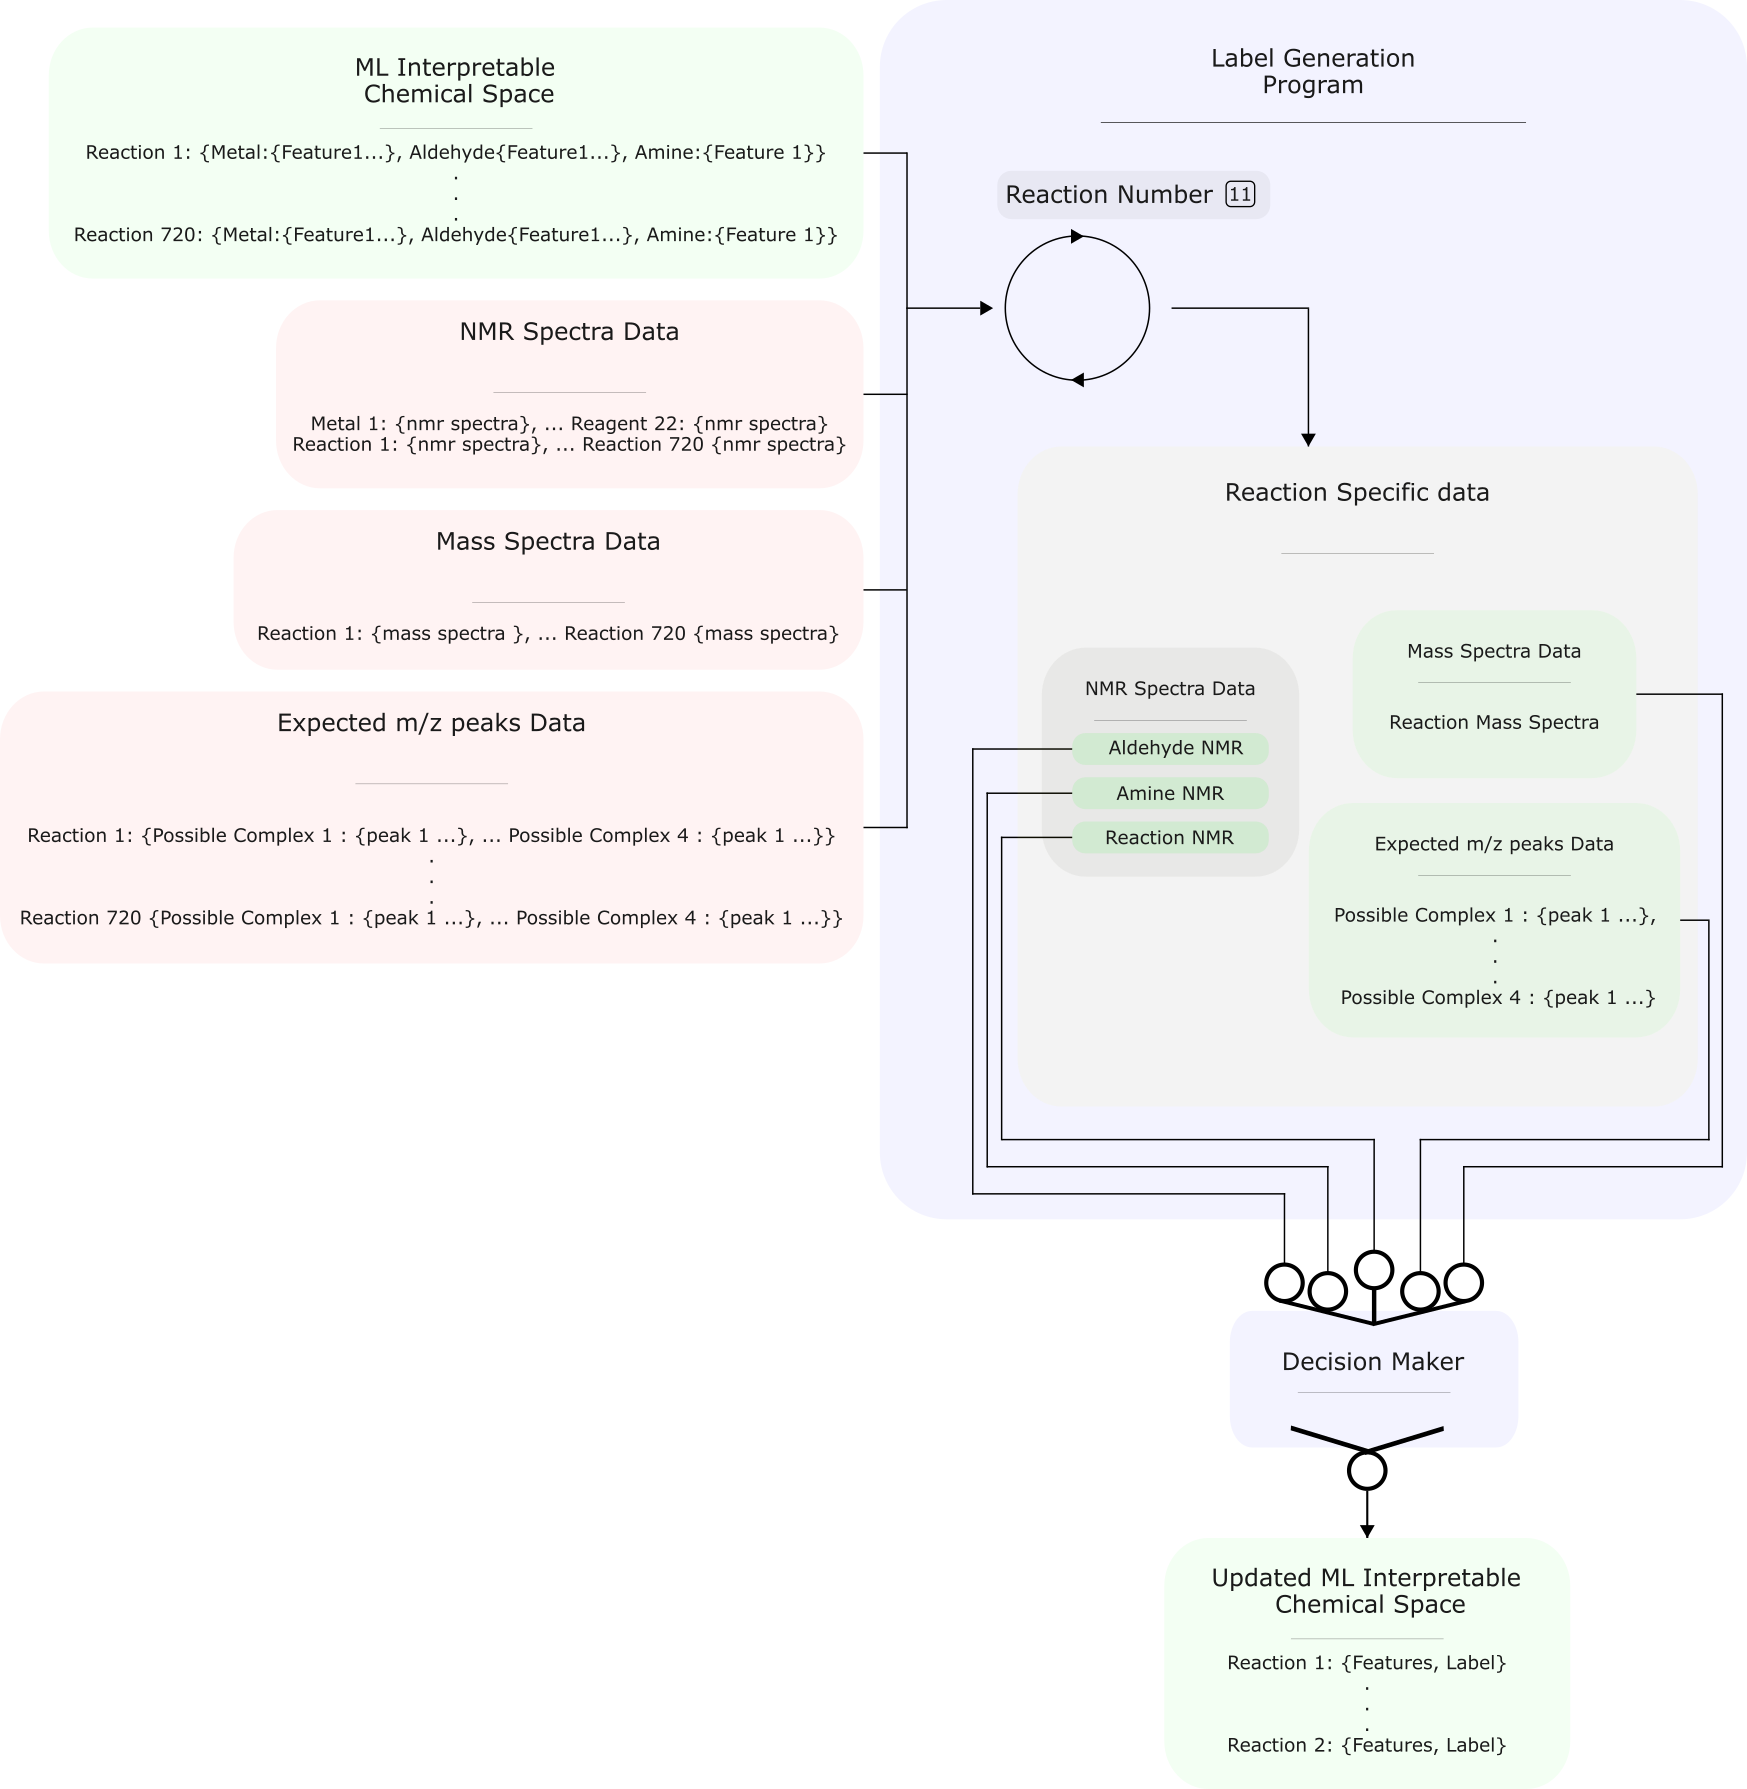 ML Interpretable
Chemical Space
Reaction 1: {Metal:{Feature1...}, Aldehyde{Feature1...}, Amine:{Feature 1}}
.
.
.
Reaction 720: {Metal:{Feature1...}, Aldehyde{Feature1...}, Amine:{Feature 1}}
NMR Spectra Data
Metal 1: {nmr spectra}, ... Reagent 22: {nmr spectra}
Reaction 1: {nmr spectra}, ... Reaction 720 {nmr spectra}
Mass Spectra Data
Reaction 1: {mass spectra }, ... Reaction 720 {mass spectra}
Expected m/z peaks Data
Reaction 1: {Possible Complex 1 : {peak 1 ...}, ... Possible Complex 4 : {peak 1 ...}}
.
.
.
Reaction 720 {Possible Complex 1 : {peak 1 ...}, ... Possible Complex 4 : {peak 1 ...}}
Label Generation
Program
Reaction Number 11
Reaction Specific data
NMR Spectra Data
Aldehyde NMR
Amine NMR
Reaction NMR
Mass Spectra Data
Reaction Mass Spectra
Expected m/z peaks Data
Possible Complex 1 : {peak 1 ...},
.
.
.
Possible Complex 4 : {peak 1 ...}
Decision Maker
Updated ML Interpretable
Chemical Space
Reaction 1: {Features, Label}
.
.
.
Reaction 2: {Features, Label}